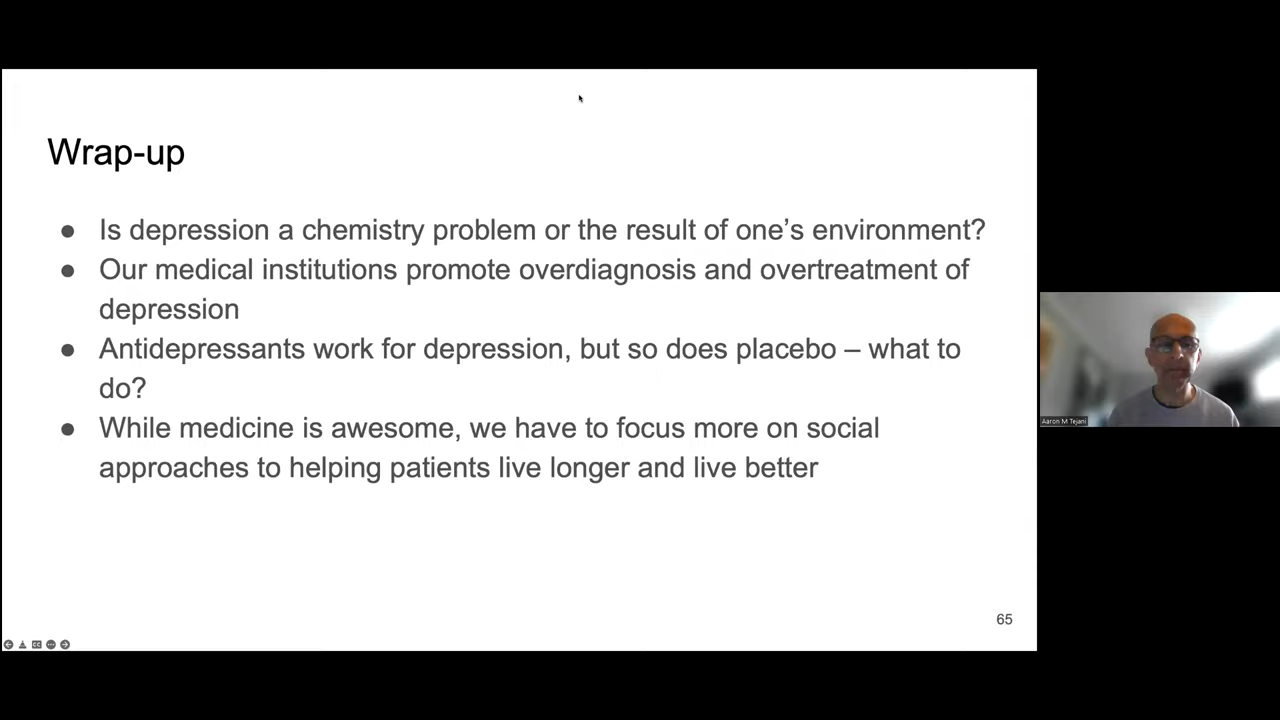 Wrap-up
● Is depression a chemistry problem or the result of one’s environment?
● Our medical institutions promote overdiagnosis and overtreatment of
depression
● Antidepressants work for depression, but so does placebo – what to
do?
● While medicine is awesome, we have to focus more on social
approaches to helping patients live longer and live better
Aaron M Tejani
65